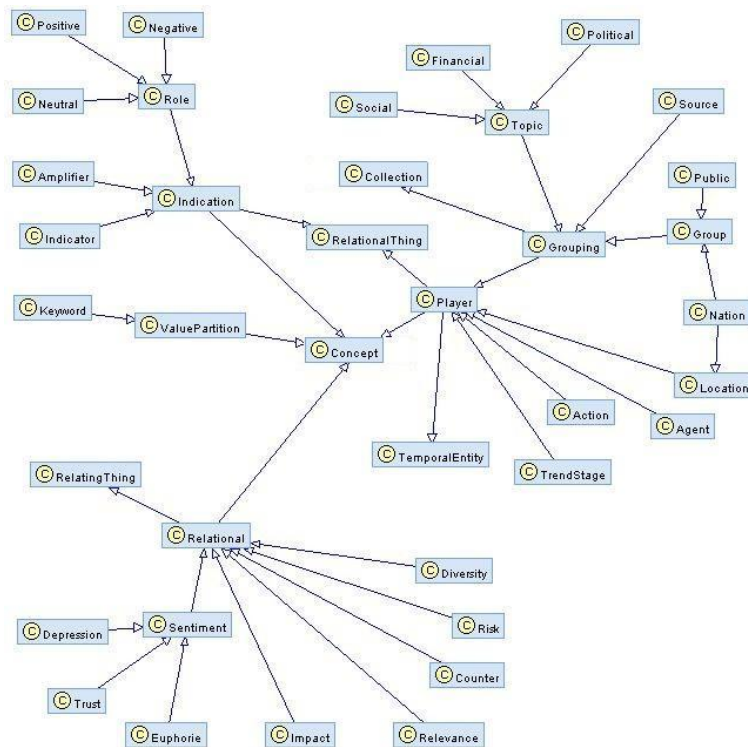 C Positive
C Negative
C Political
C Financial
C Neutral
C Role
C Social
C Topic
C Source
C Amplifier
C Collection
C Public
C Indication
C Indicator
C RelationalThing
C Grouping
C Group
C Keyword
C ValuePartition
C Player
C Nation
C Concept
C Location
C Action
C Agent
C TemporalEntity
C TrendStage
C RelatingThing
C Relational
C Diversity
C Depression
C Sentiment
C Risk
C Counter
C Trust
C Euphorie
C Impact
C Relevance